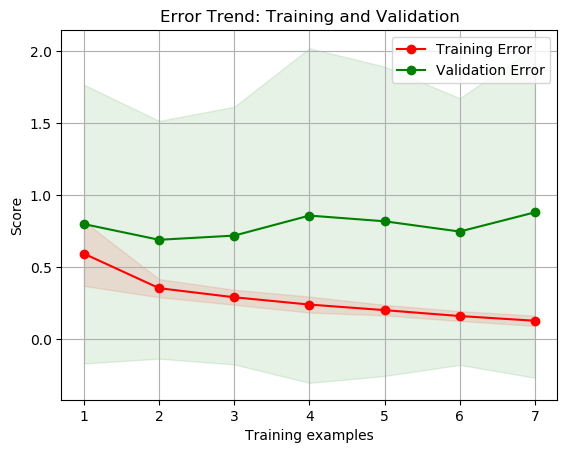 Error Trend: Training and Validation
Training Error
Validation Error
2.0
1.5
1.0
0.5
0.0
Score
1 2 3 4 5 6 7
Training examples